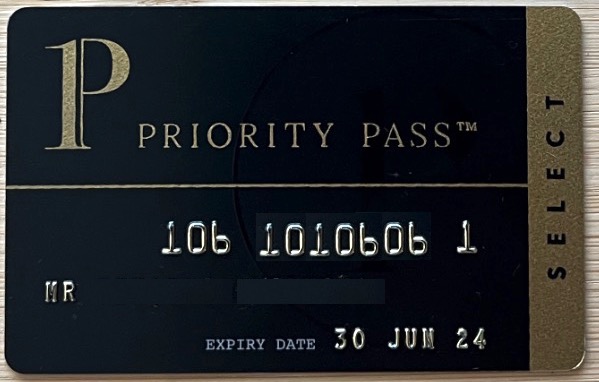 P
PRIORITY PASS™
SELECT
106 1010606 1
MR
EXPIRY DATE 30 JUN 24